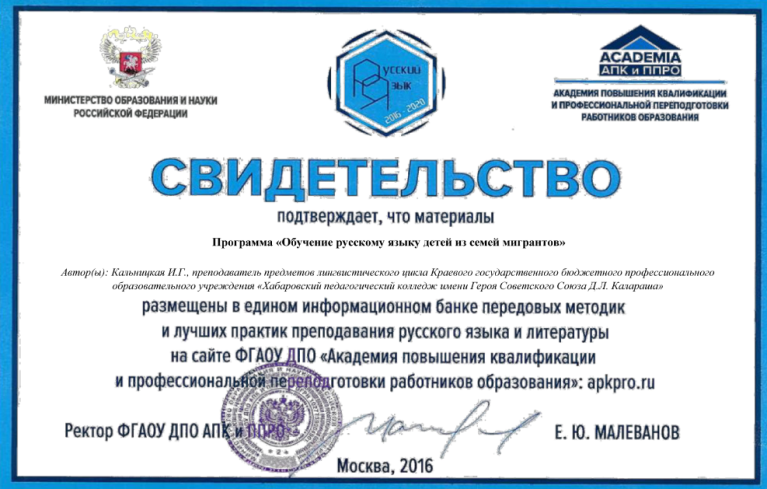 МИНИСТЕРСТВО ОБРАЗОВАНИЯ И НАУКИ
РОССИЙСКОЙ ФЕДЕРАЦИИ
Русский
Язык
2016 - 2020
ACADEMIA
АПК и ППРО
АКАДЕМИЯ ПОВЫШЕНИЯ КВАЛИФИКАЦИИ
И ПРОФЕССИОНАЛЬНОЙ ПЕРЕПОДГОТОВКИ
РАБОТНИКОВ ОБРАЗОВАНИЯ
СВИДЕТЕЛЬСТВО
подтверждает, что материалы
Программа «Обучение русскому языку детей из семей мигрантов»
Автор(ы): Кальницкая И.Г., преподаватель предметов лингвистического цикла Краевого государственного бюджетного профессионального
образовательного учреждения «Хабаровский педагогический колледж имени Героя Советского Союза Д.Л. Калараша»
размещены в едином информационном банке передовых методик
и лучших практик преподавания русского языка и литературы
на сайте ФГАОУ ДПО «Академия повышения квалификации
и профессиональной переподготовки работников образования»: apkpro.ru
Ректор ФГАОУ ДПО АПК и ППРО
Е. Ю. МАЛЕВАНОВ
Москва, 2016